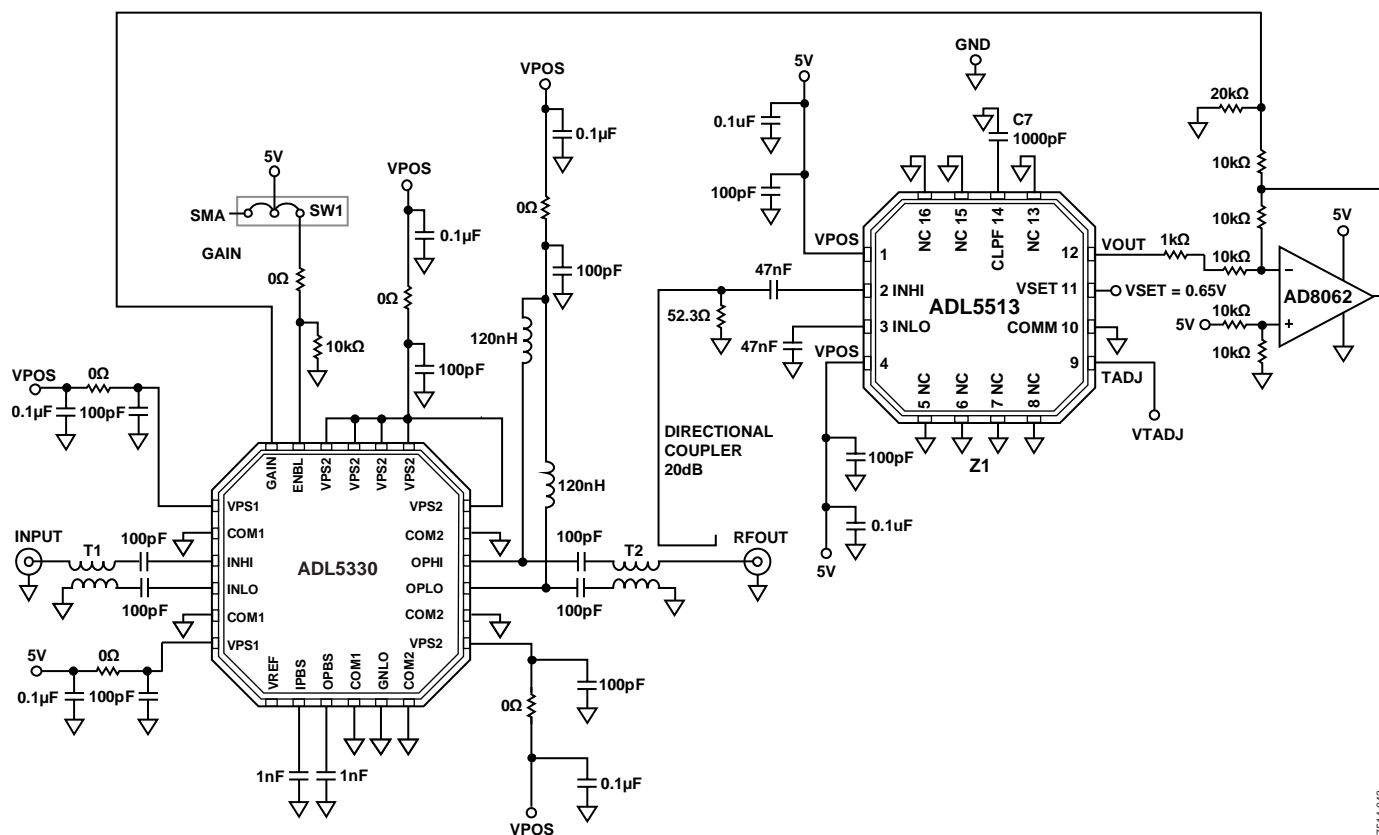 GND
5V
VPOS
20kΩ
0.1uF
C7
1000pF
0.1µF
5V
VPOS
10kΩ
100pF
SMA
SW1
0Ω
NC 16
NC 15
CLPF 14
NC 13
5V
0.1µF
GAIN
10kΩ
VPOS
VOUT
1kΩ
1
12
100pF
0Ω
47nF
10kΩ
0Ω
2 INHI
VSET 11
VSET = 0.65V
–
AD8062
ADL5513
52.3Ω
10kΩ
10kΩ
120nH
3 INLO
COMM 10
5V
+
47nF
10kΩ
VPOS
0Ω
100pF
VPOS
4
9
TADJ
0.1µF
100pF
5 NC
6 NC
7 NC
8 NC
VTADJ
DIRECTIONAL
COUPLER
20dB
Z1
100pF
GAIN
ENBL
VPS2
VPS2
VPS2
VPS2
120nH
VPS1
VPS2
0.1uF
INPUT
100pF
COM1
COM2
100pF
RFOUT
T1
T2
INHI
OPHI
5V
ADL5330
INLO
OPLO
100pF
100pF
COM1
COM2
5V
0Ω
VPS1
VPS2
VREF
IPBS
OPBS
COM1
GNLO
COM2
0.1µF
100pF
100pF
0Ω
1nF
1nF
0.1µF
VPOS